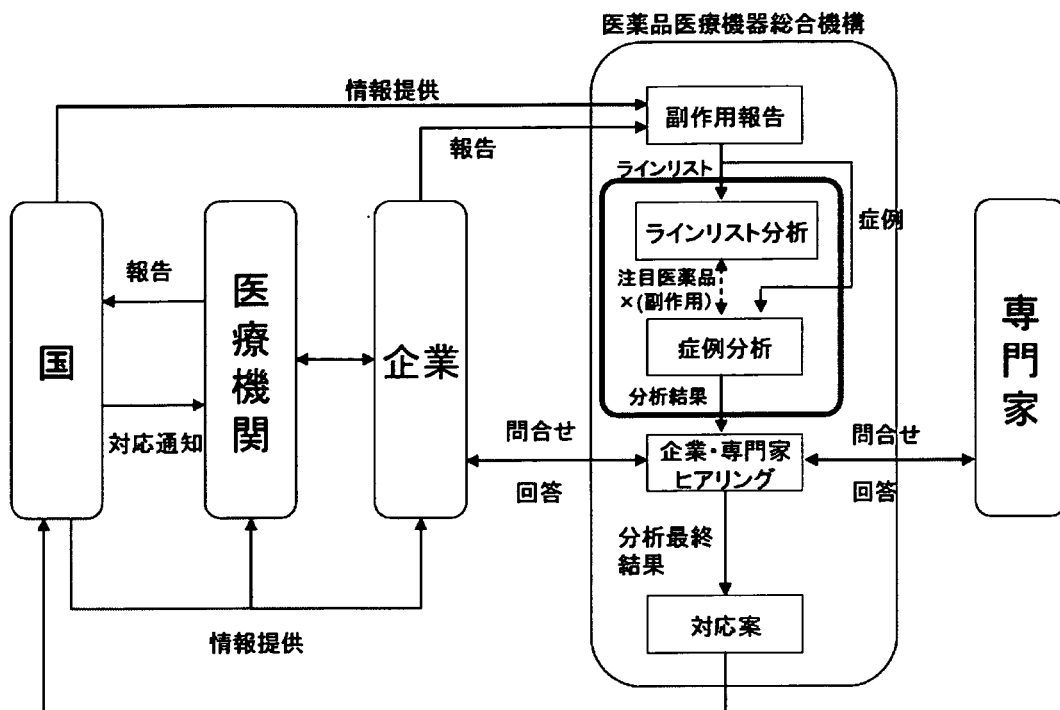 医薬品医療機器総合機構
情報提供
副作用報告
報告
ラインリスト
ラインリスト分析
症例
報告
注目医薬品
×(副作用)
国
医療機関
企業
症例分析
専門家
分析結果
対応通知
問合せ
回答
企業・専門家
ヒアリング
問合せ
回答
分析最終
結果
対応案
情報提供